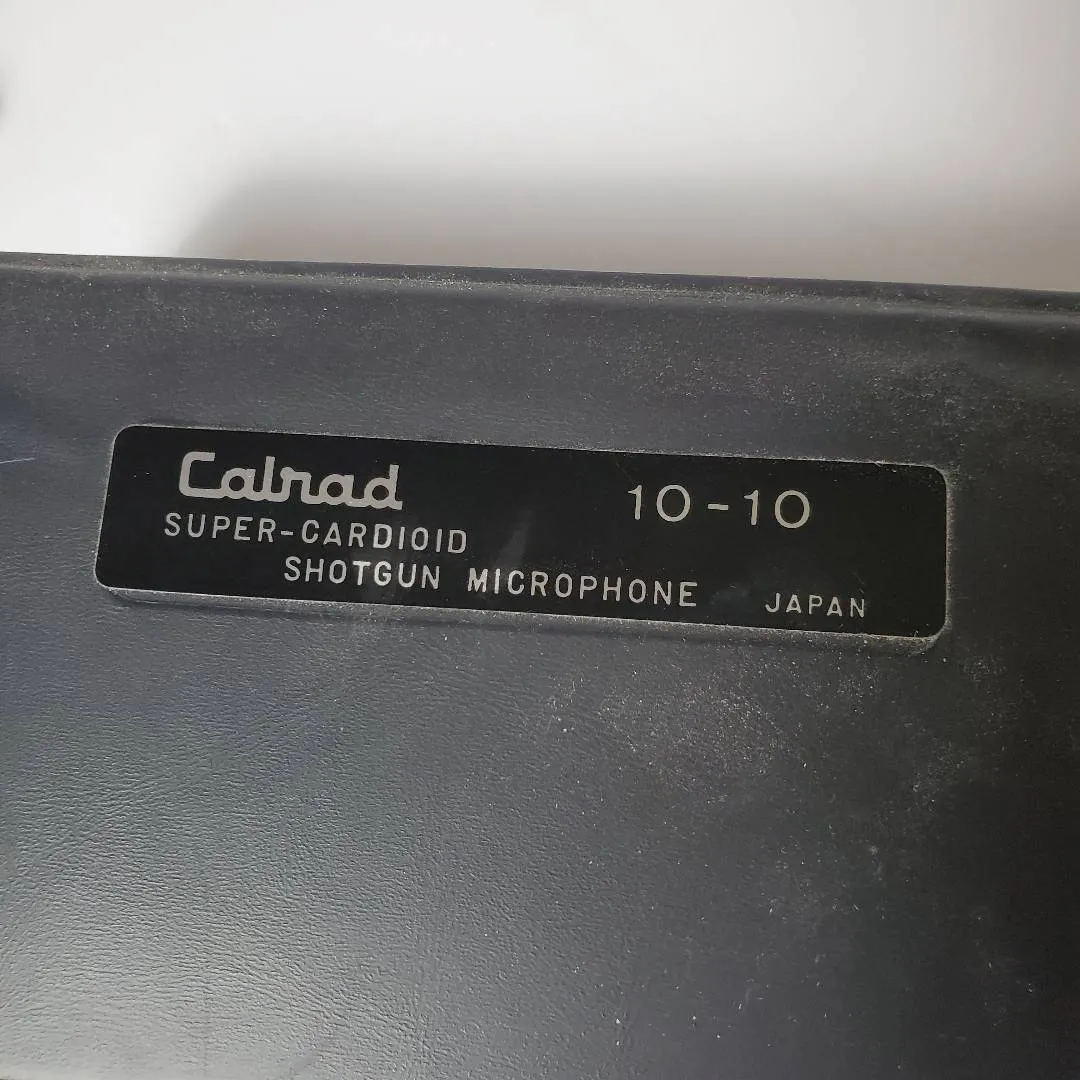 Calrad 10-10
SUPER-CARDIOID
SHOTGUN MICROPHONE JAPAN